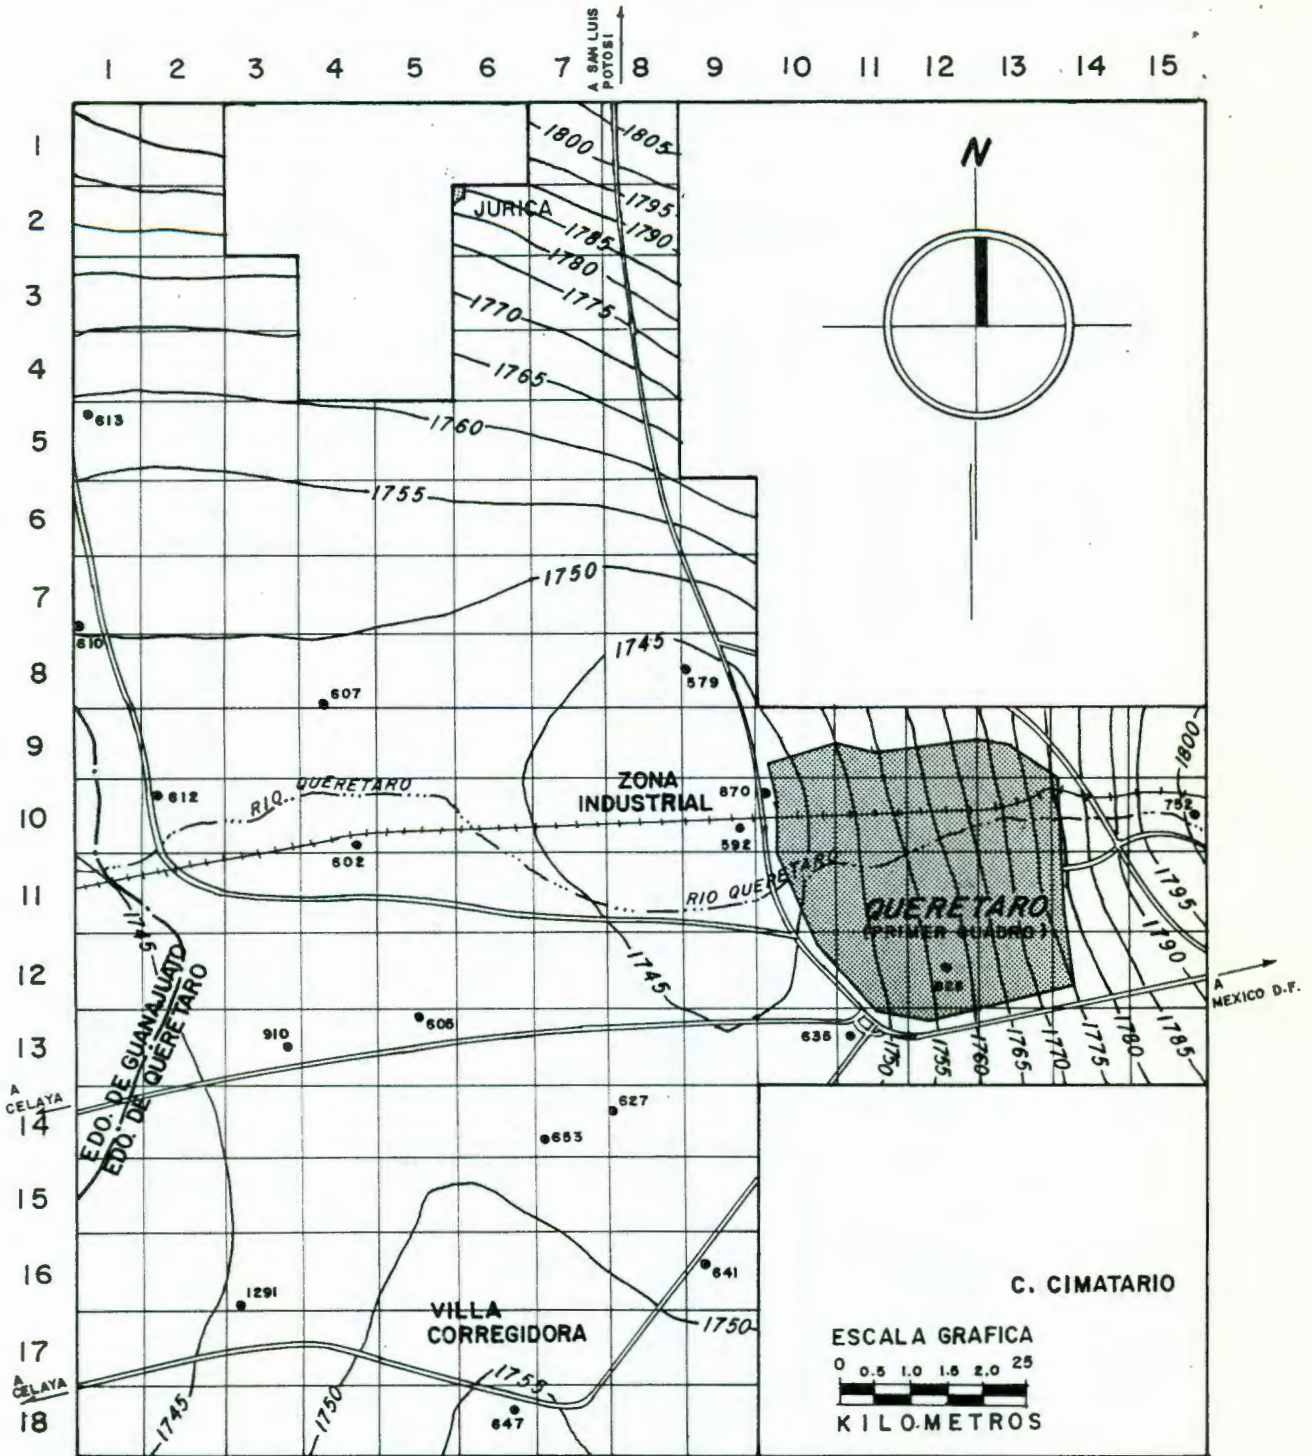 A SAN LUIS
POTOSI
1 2 3 4 5 6 7 8 9 10 11 12 13 14 15
1
2
3
4
5
6
7
8
9
10
11
12
13
14
15
16
17
18
1800
1805
N
JURICA
1795
1785
1790
1780
1775
1770
1765
613
1760
1755
1750
1745
610
579
607
1800
ZONA
INDUSTRIAL
RIO QUERETARO
870
612
752
592
602
RIO QUERETARO
QUERETARO
(PRIMER CUADRO)
1795
1745
1790
1745
826
A
MEXICO D.F.
EDO. DE GUANAJUATO
EDO. DE QUERETARO
605
910
635
1750
1755
1760
1765
1770
1775
1780
1785
A
CELAYA
627
653
641
C. CIMATARIO
1291
VILLA
CORREGIDORA
1750
ESCALA GRAFICA
0 0.5 1.0 1.5 2.0 25
KILO.METROS
A
CELAYA
1755
1745
1750
647